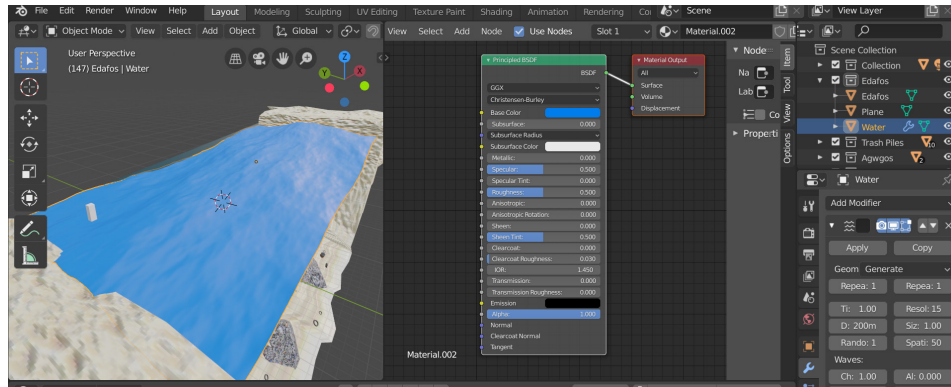 File Edit Render Window Help Layout Modeling Sculpting UV Editing Texture Paint Shading Animation Rendering Scene View Layer
Object Mode View Select Add Object Global View Select Add Node Use Nodes Slot 1 Material.002
User Perspective
(147) Edafos | Water
Z
Y
X
Principled BSDF
BSDF
GGX
Christensen-Burley
Base Color
Subsurface: 0.000
Subsurface Radius
Subsurface Color
Metallic: 0.000
Specular: 0.500
Specular Tint: 0.000
Roughness: 0.500
Anisotropic: 0.000
Anisotropic Rotation: 0.000
Sheen: 0.000
Sheen Tint: 0.500
Clearcoat: 0.000
Clearcoat Roughness: 0.030
IOR: 1.450
Transmission: 0.000
Transmission Roughness: 0.000
Emission
Alpha: 1.000
Normal
Clearcoat Normal
Tangent
Material.002
Material Output
All
Surface
Volume
Displacement
Node
Na
Lab
Co
Properti
Item
Tool
View
Options
Scene Collection
Collection
Edafos
Edafos
Plane
Water
Trash Piles 10
Agwgos 2
Water
Add Modifier
Apply Copy
Geom Generate
Repea: 1 Repea: 1
Ti: 1.00 Resol: 15
D: 200m Siz: 1.00
Rando: 1 Spati: 50
Waves:
Ch: 1.00 Al: 0.000